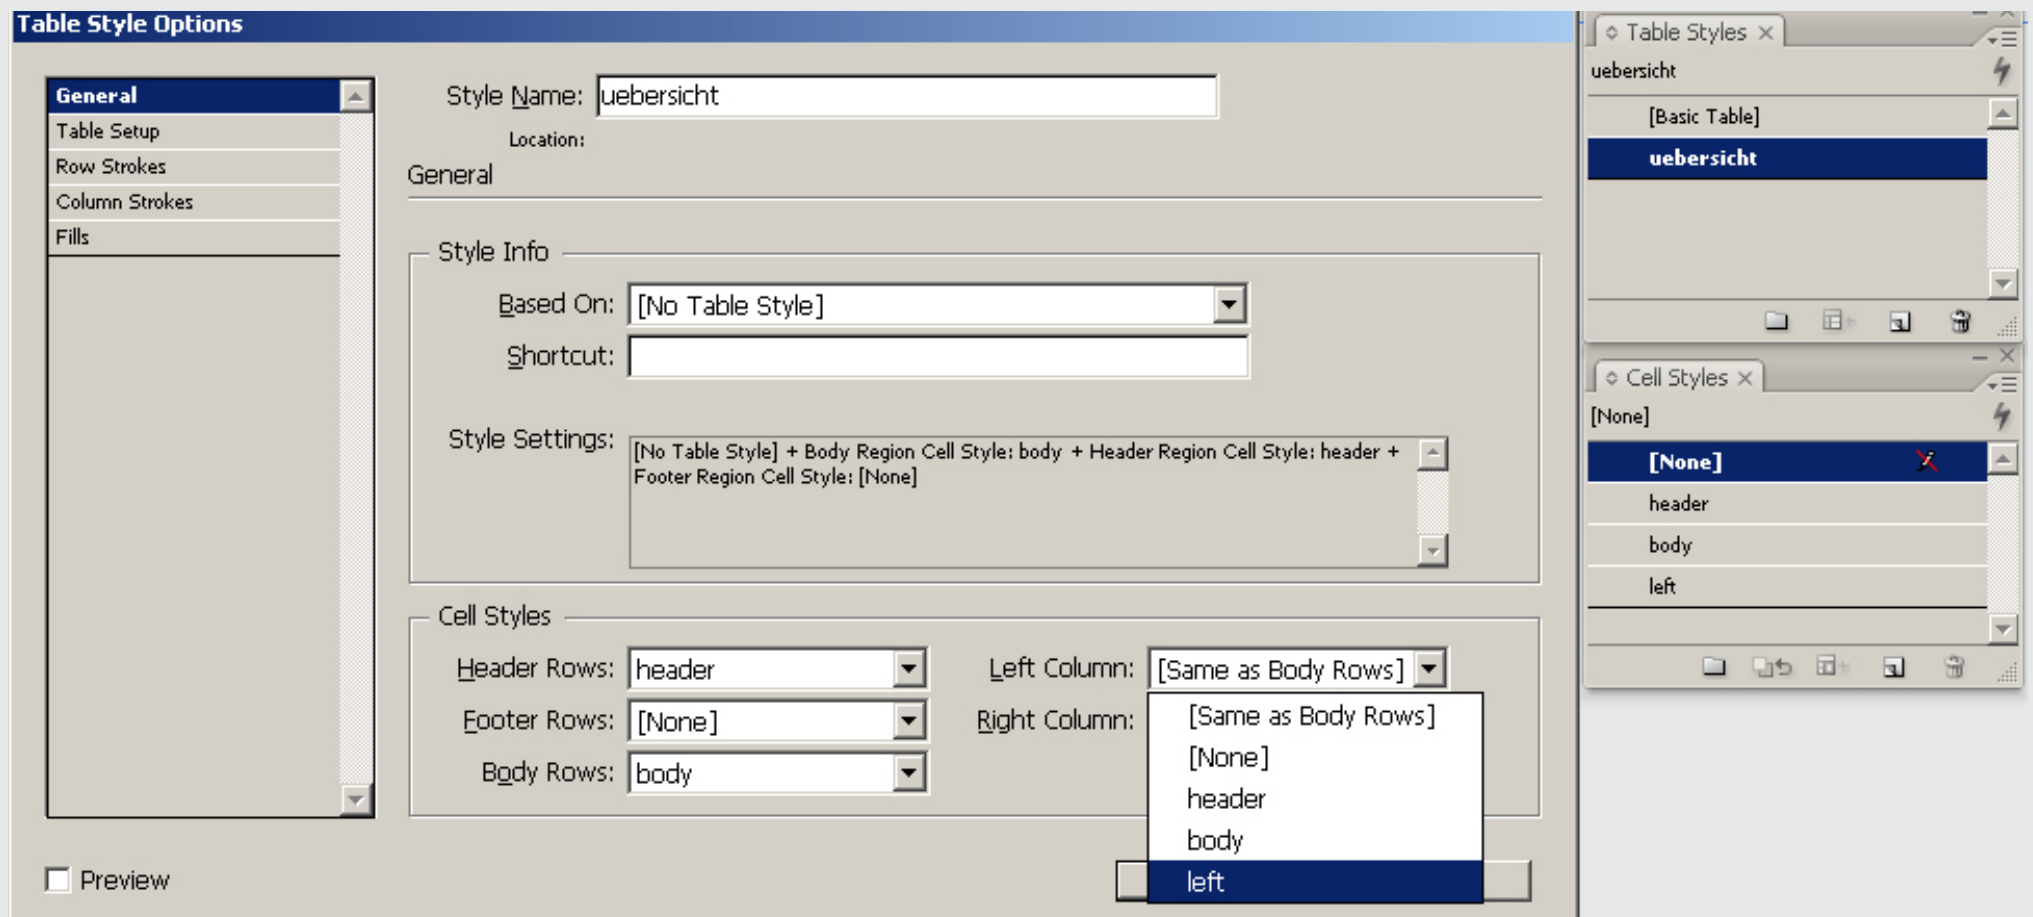 Table Style Options
General
Table Setup
Row Strokes
Column Strokes
Fills
Style Name: uebersicht
Location:
General
Style Info
Based On: [No Table Style]
Shortcut:
Style Settings: [No Table Style] + Body Region Cell Style: body + Header Region Cell Style: header +
Footer Region Cell Style: [None]
Cell Styles
Header Rows: header
Footer Rows: [None]
Body Rows: body
Left Column: [Same as Body Rows]
Right Column:
[Same as Body Rows]
[None]
header
body
left
Preview
Table Styles
uebersicht
[Basic Table]
uebersicht
Cell Styles
[None]
[None]
header
body
left